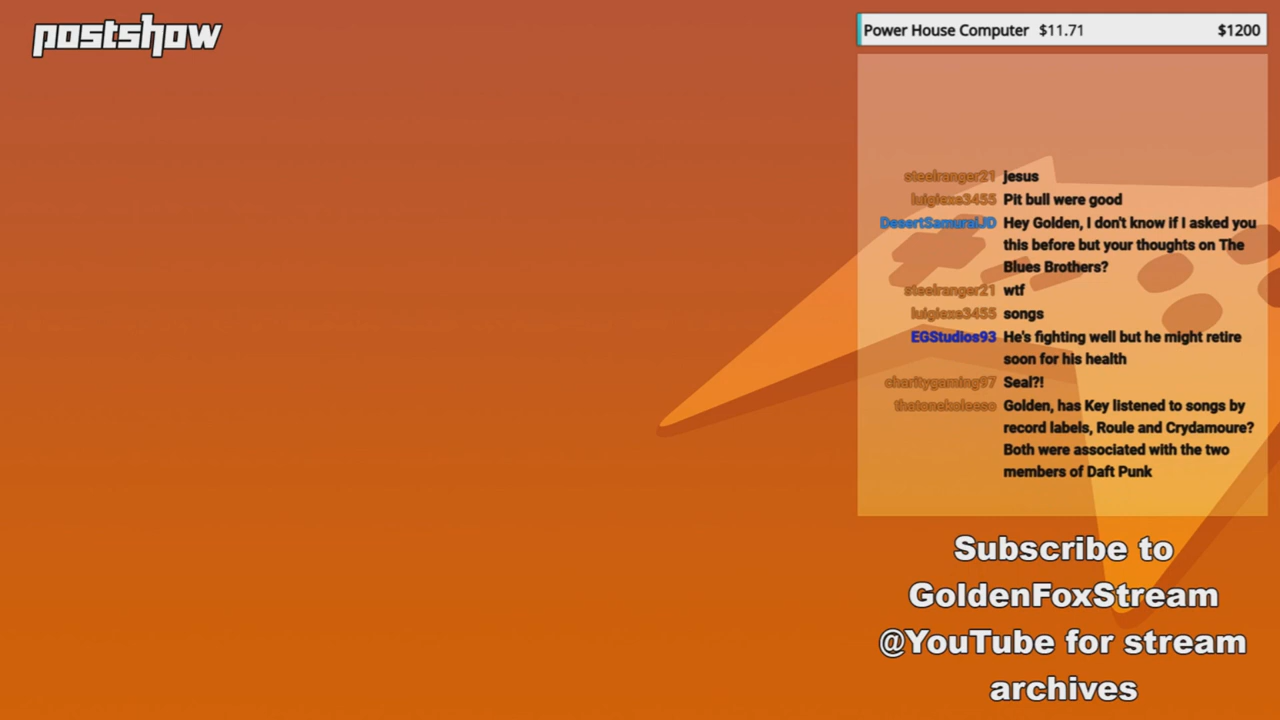 postshow
Power House Computer $11.71 $1200
steelranger21 jesus
luigiexe3455 Pit bull were good
DesertSamuraiJD Hey Golden, I don't know if I asked you
this before but your thoughts on The
Blues Brothers?
steelranger21 wtf
luigiexe3455 songs
EGStudios93 He's fighting well but he might retire
soon for his health
charitygaming97 Seal?!
thatonekoleeso Golden, has Key listened to songs by
record labels, Roule and Crydamoure?
Both were associated with the two
members of Daft Punk
Subscribe to
GoldenFoxStream
@YouTube for stream
archives